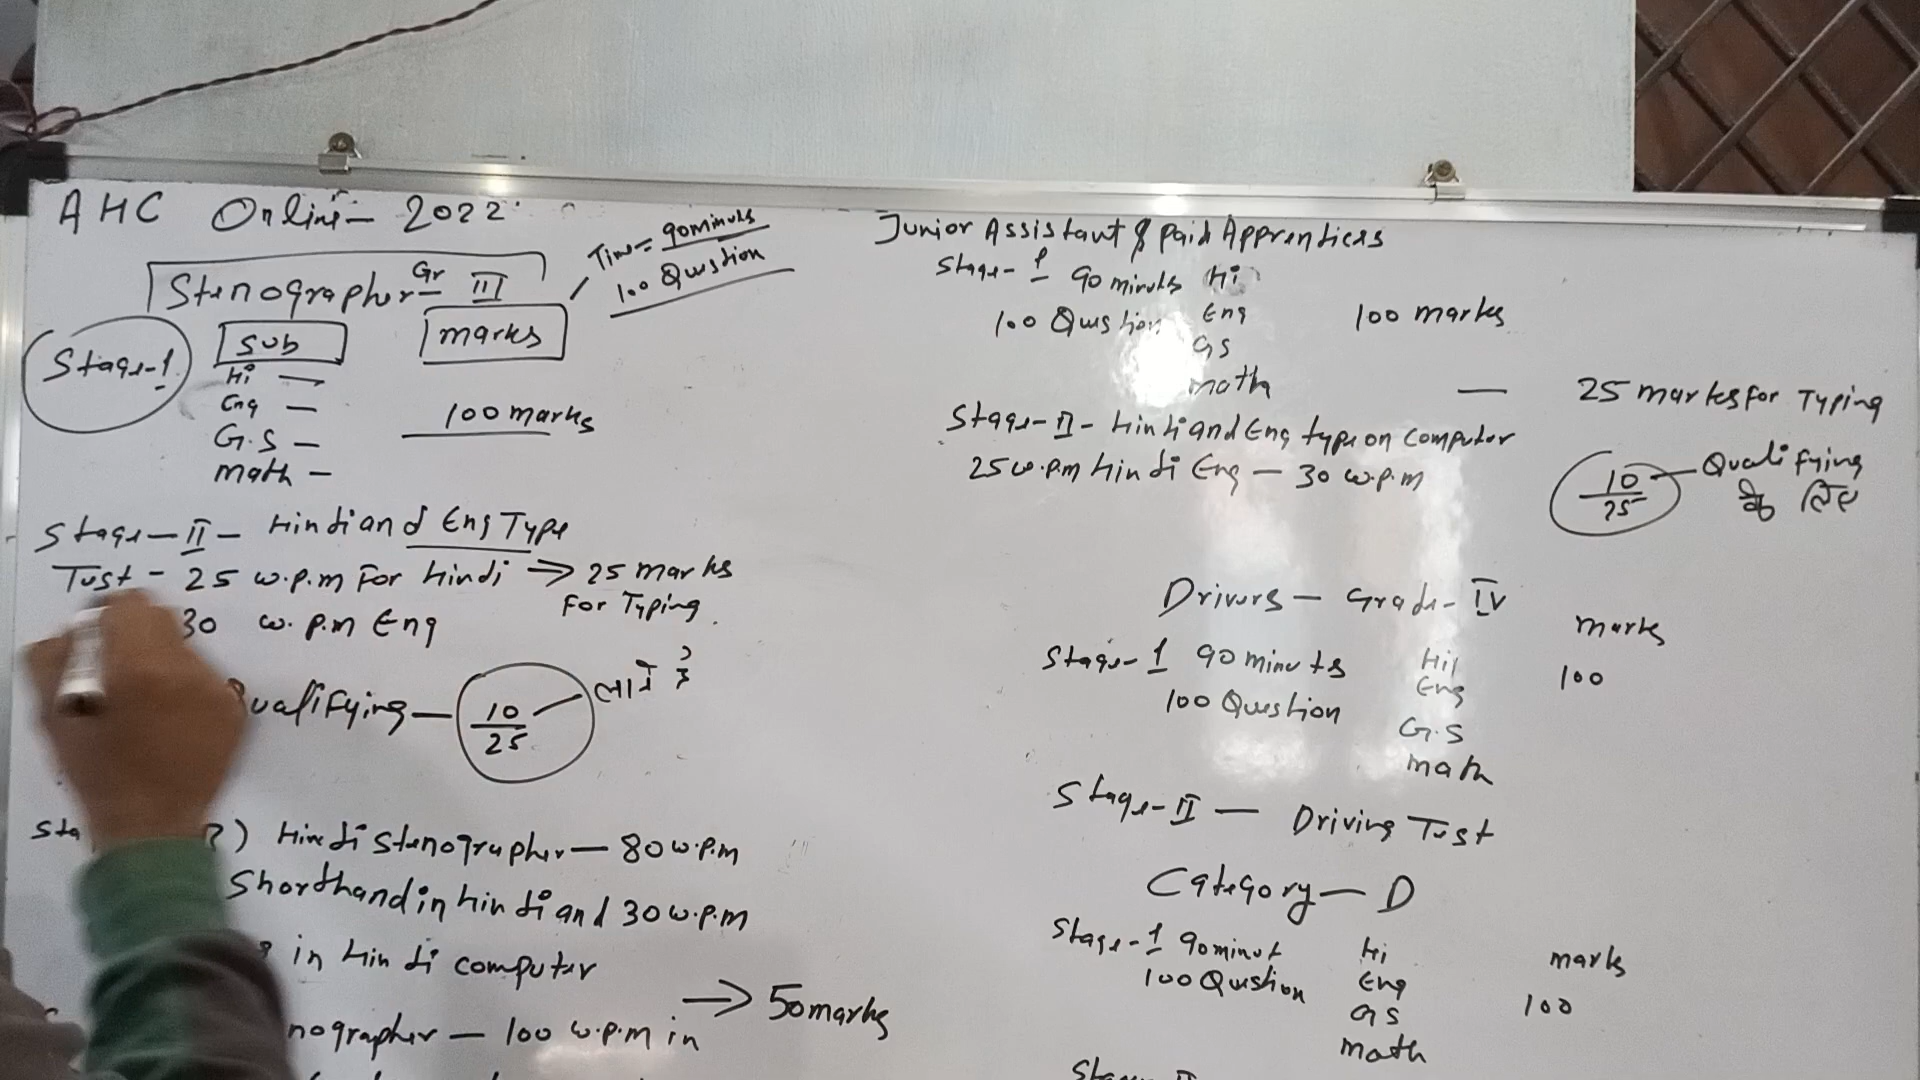 AHC Online - 2022
Stenographer Gr III
Time = 90 minuts
100 Qustion
Stage-1
Sub
marks
Hi —
Eng —
G.S —
math —
100 marks
Stage - II - Hindi and Eng Type
Test - 25 w.p.m For Hindi → 25 marks
For Typing
30 w.p.m Eng
ualifying — 10/25
Hindi stenographer — 80 w.p.m
Shorthand in Hindi and 30 w.p.m
in Hindi computer
→ 50 marks
nographer — 100 w.p.m in
Junior Assistant & Paid Apprentices
Stage - I 90 minutes Hi
100 Qustion Eng 100 marks
GS
math
— 25 marks for Typing
Stage - II - Hindi and Eng type on computer
25 w.p.m Hindi Eng — 30 w.p.m
10/25 — Qualifying
के लिए
Drivers — Grade - IV
marks
Stage - 1 90 minutes Hi
100 Question Eng 100
G.S
math
Stage - II — Driving Test
Category — D
Stage - 1 90 minut Hi marks
100 Qustion Eng 100
GS
math